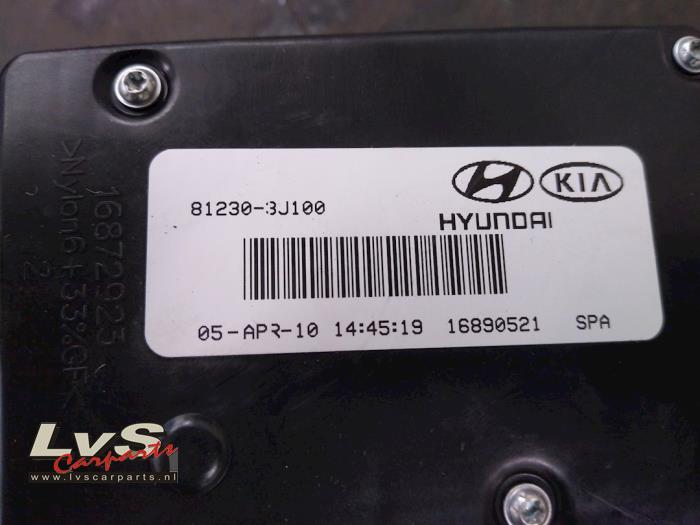 81230-3J100
HYUNDAI
KIA
05-APR-10 14:45:19 16890521 SPA
16872923
>Nylon6+33%GF<
2
LvS
Carparts
www.lvscarparts.nl